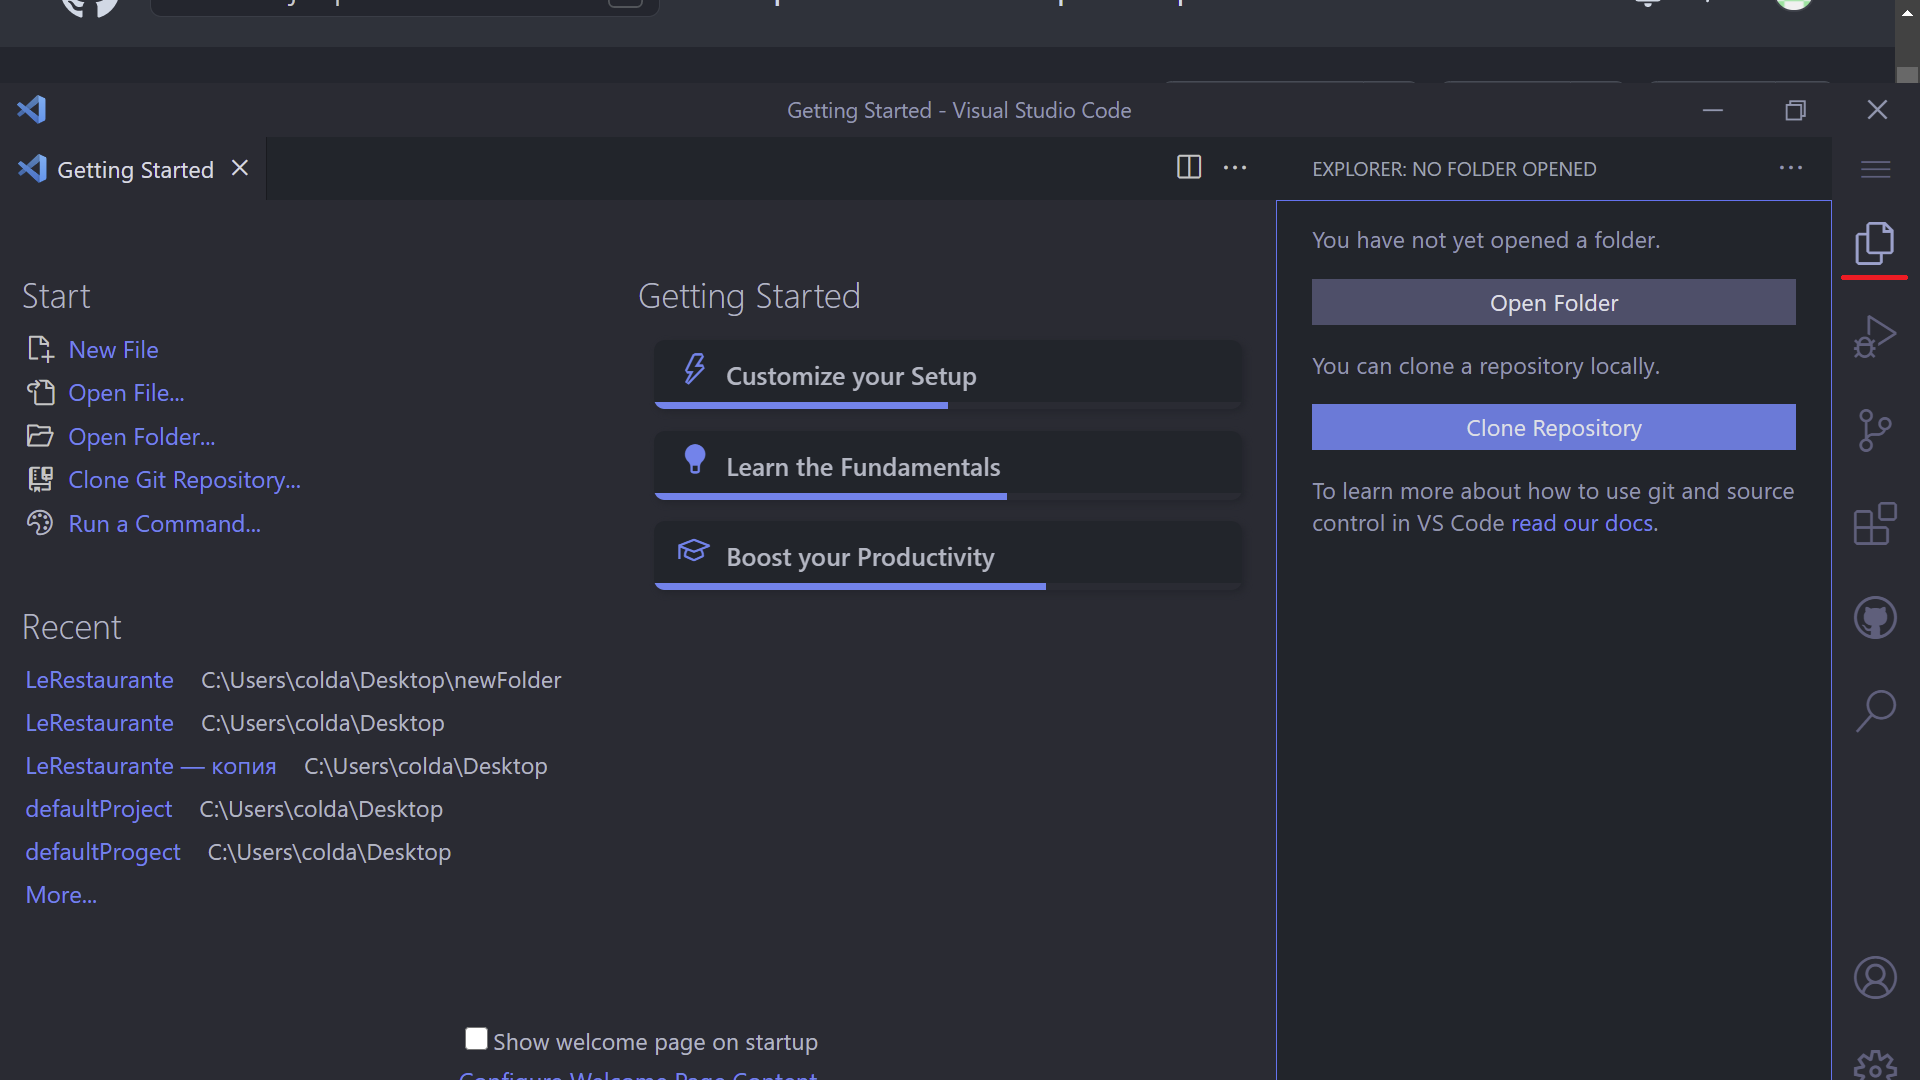 Getting Started - Visual Studio Code
Getting Started
EXPLORER: NO FOLDER OPENED
Start
New File
Open File...
Open Folder...
Clone Git Repository...
Run a Command...
Recent
LeRestaurante C:\Users\colda\Desktop\newFolder
LeRestaurante C:\Users\colda\Desktop
LeRestaurante — копия C:\Users\colda\Desktop
defaultProject C:\Users\colda\Desktop
defaultProgect C:\Users\colda\Desktop
More...
Getting Started
Customize your Setup
Learn the Fundamentals
Boost your Productivity
Show welcome page on startup
Configure Welcome Page Content
You have not yet opened a folder.
Open Folder
You can clone a repository locally.
Clone Repository
To learn more about how to use git and source
control in VS Code read our docs.